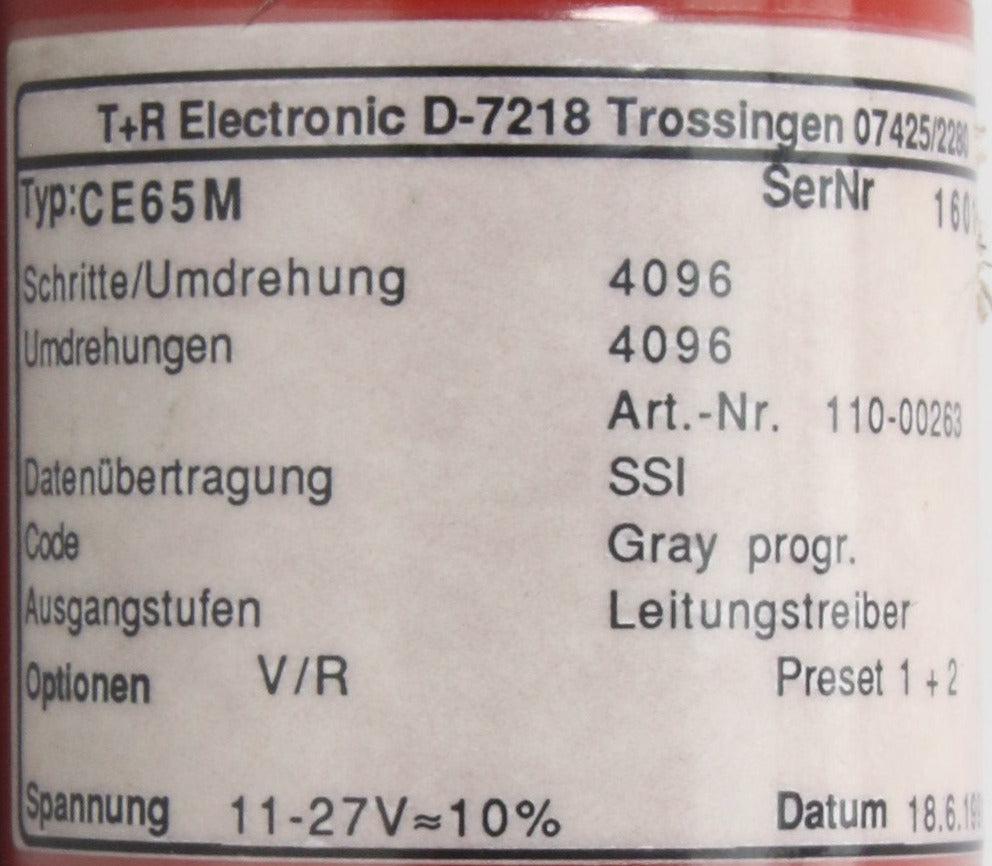 T+R Electronic D-7218 Trossingen 07425/2280
Typ:CE65M SerNr
Schritte/Umdrehung 4096
Umdrehungen 4096
Art.-Nr. 110-00263
Datenübertragung SSI
Code Gray progr.
Ausgangstufen Leitungstreiber
Optionen V/R Preset 1 + 2
Spannung 11-27V≈10% Datum